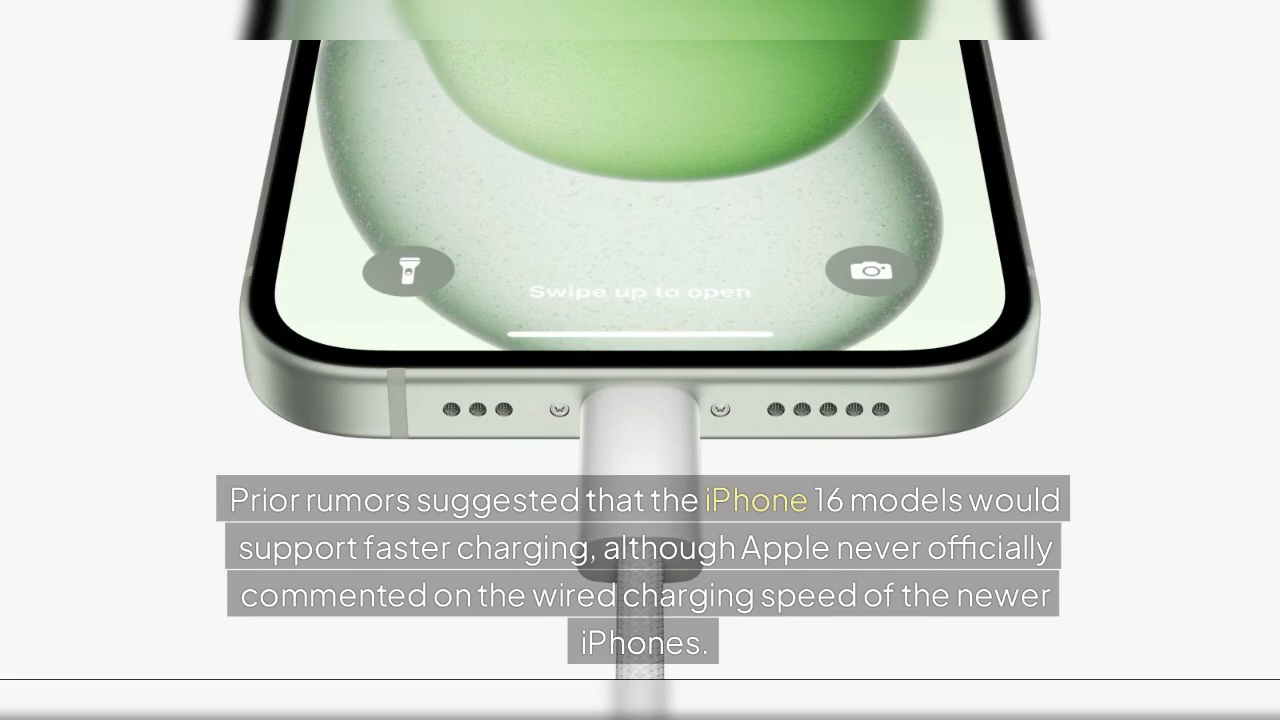 Swipe up to open
Prior rumors suggested that the iPhone 16 models would
support faster charging, although Apple never officially
commented on the wired charging speed of the newer
iPhones.